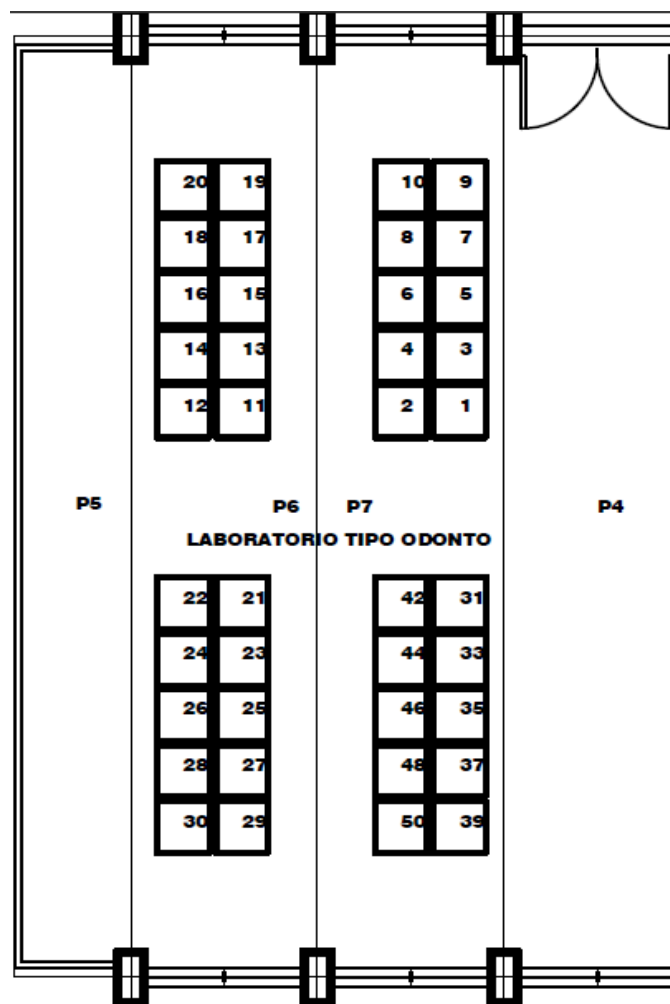 20 19 10 9
18 17 8 7
16 15 6 5
14 13 4 3
12 11 2 1
P5 P6 P7 P4
LABORATORIO TIPO ODONTO
22 21 42 31
24 23 44 33
26 25 46 35
28 27 48 37
30 29 50 39